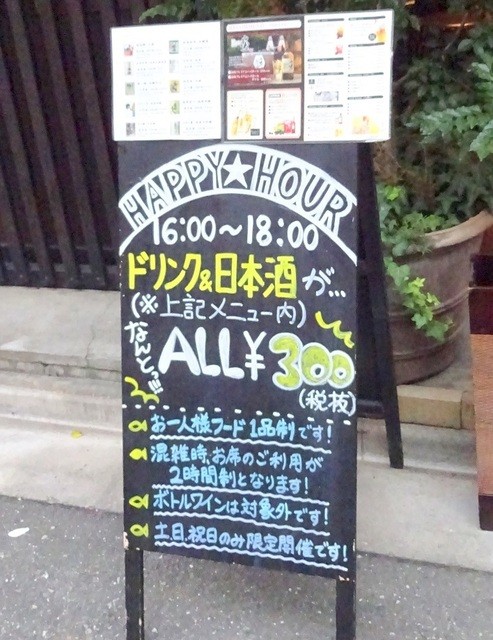 HAPPY★HOUR
16:00～18:00
ドリンク&日本酒が…
(※上記メニュー内)
なんとっ!!!
ALL¥300
(税抜)
お一人様フード1品制です!
混雑時、お席のご利用が
2時間制となります!
ボトルワインは対象外です!
土、日、祝日のみ限定開催です!